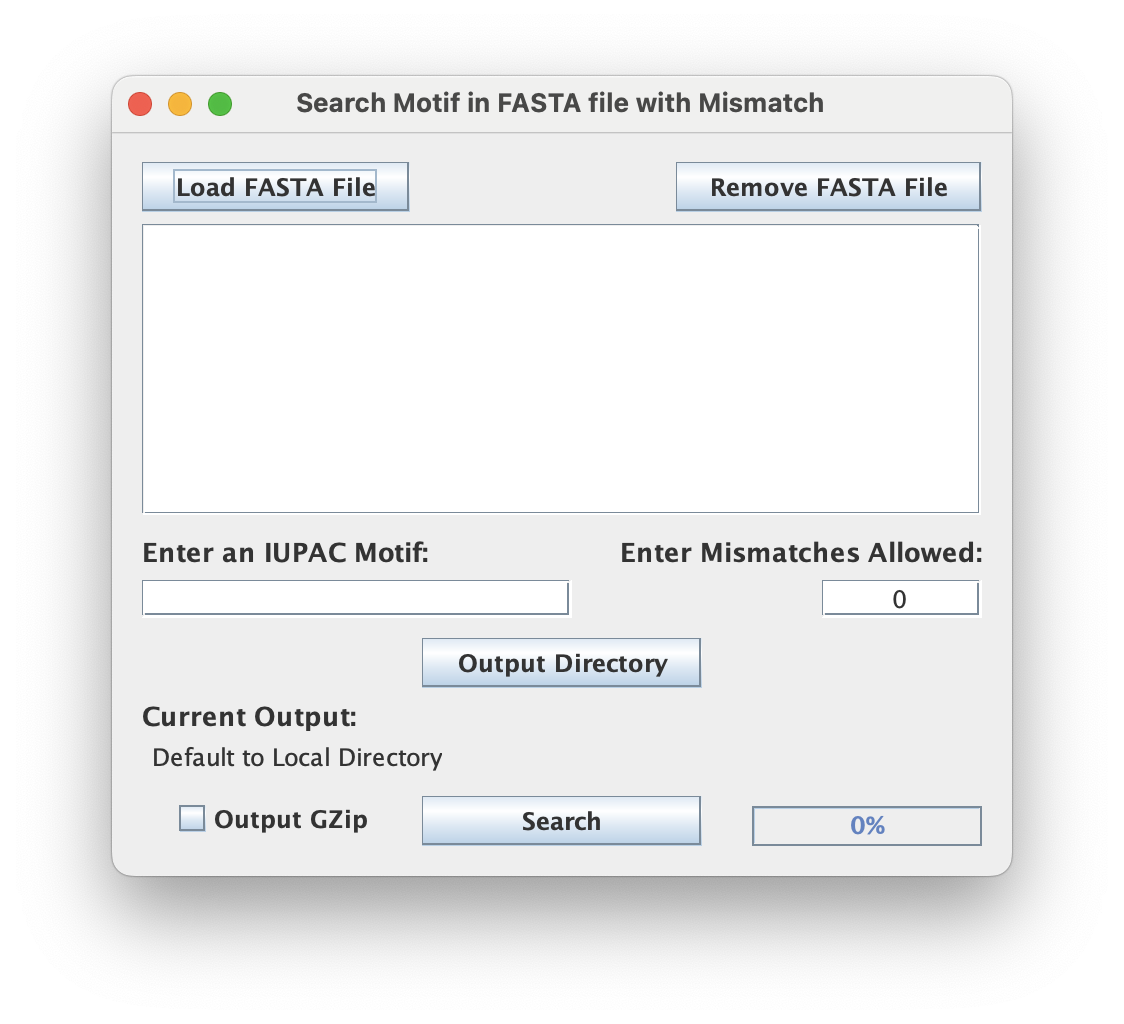 Search Motif in FASTA file with Mismatch
Load FASTA File
Remove FASTA File
Enter an IUPAC Motif:
Enter Mismatches Allowed:
0
Output Directory
Current Output:
Default to Local Directory
Output GZip
Search
0%